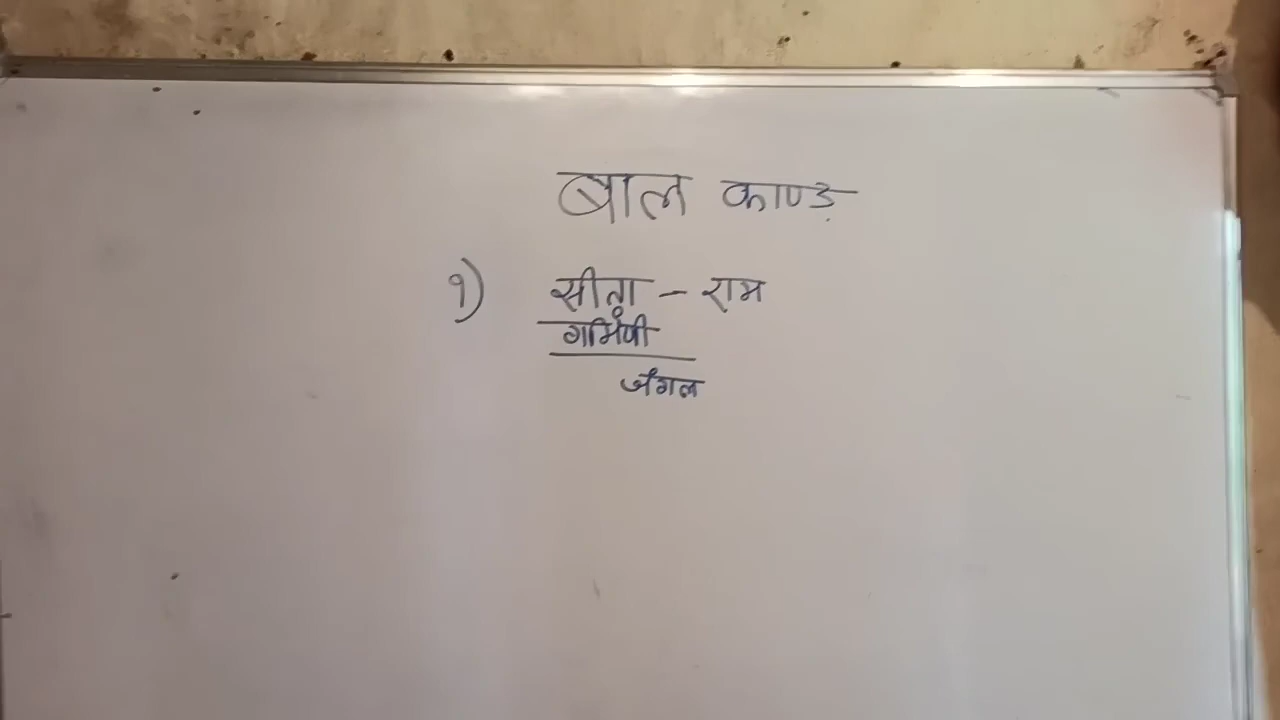 बाल काण्ड
१) सीता - राम
गर्भिणी
जंगल